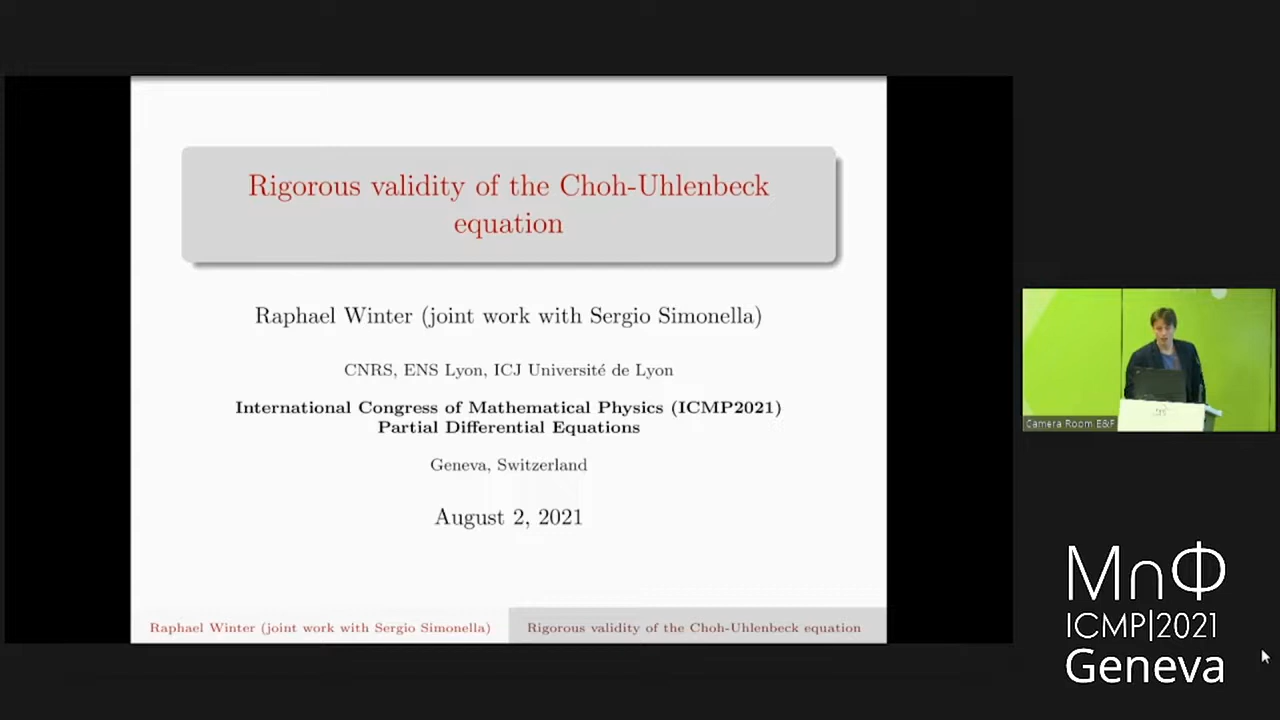 Rigorous validity of the Choh-Uhlenbeck
equation
Raphael Winter (joint work with Sergio Simonella)
CNRS, ENS Lyon, ICJ Université de Lyon
International Congress of Mathematical Physics (ICMP2021)
Partial Differential Equations
Geneva, Switzerland
August 2, 2021
Raphael Winter (joint work with Sergio Simonella)
Rigorous validity of the Choh-Uhlenbeck equation
Camera Room E&F
M∩Φ
ICMP|2021
Geneva